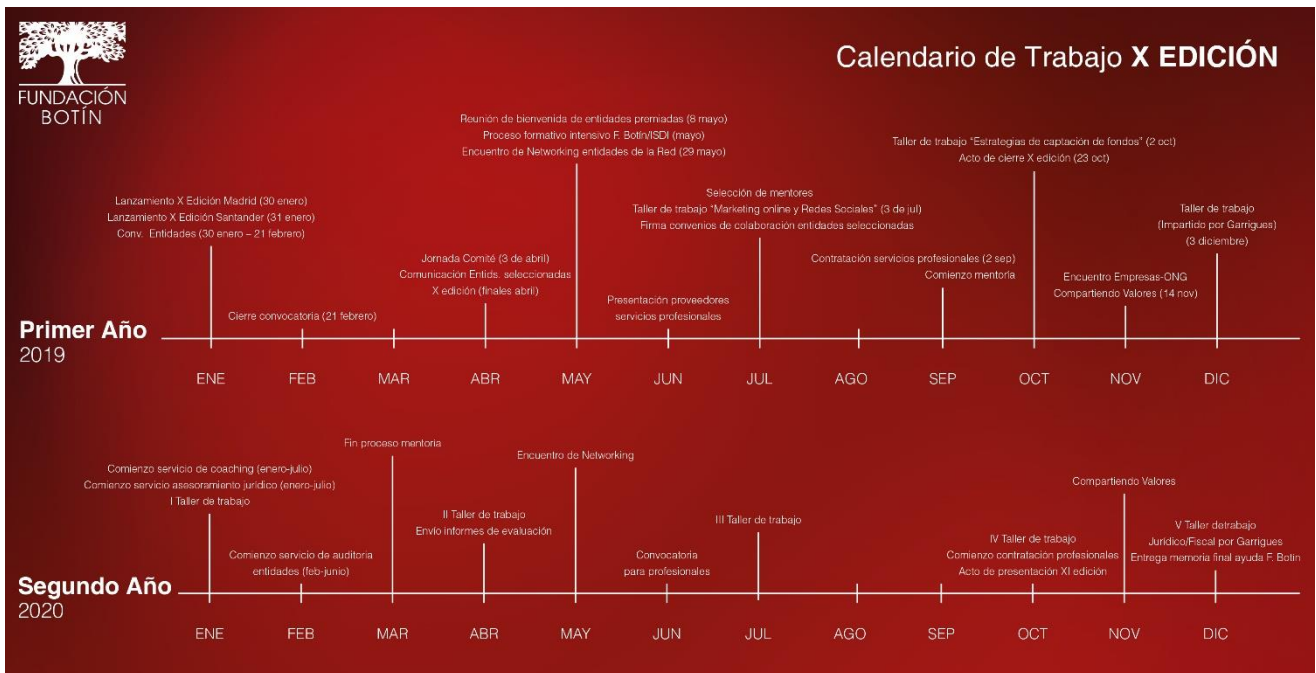 FUNDACIÓN
BOTÍN
Calendario de Trabajo X EDICIÓN
Lanzamiento X Edición Madrid (30 enero)
Lanzamiento X Edición Santander (31 enero)
Conv. Entidades (30 enero – 21 febrero)
Cierre convocatoria (21 febrero)
Jornada Comité (3 de abril)
Comunicación Entids. seleccionadas
X edición (finales abril)
Reunión de bienvenida de entidades premiadas (8 mayo)
Proceso formativo intensivo F. Botín/ISDI (mayo)
Encuentro de Networking entidades de la Red (29 mayo)
Presentación proveedores
servicios profesionales
Selección de mentores
Taller de trabajo “Marketing online y Redes Sociales” (3 de jul)
Firma convenios de colaboración entidades seleccionadas
Contratación servicios profesionales (2 sep)
Comienzo mentoría
Taller de trabajo “Estrategias de captación de fondos” (2 oct)
Acto de cierre X edición (23 oct)
Encuentro Empresas-ONG
Compartiendo Valores (14 nov)
Taller de trabajo
(Impartido por Garrigues)
(3 diciembre)
Primer Año
2019
ENE FEB MAR ABR MAY JUN JUL AGO SEP OCT NOV DIC
Comienzo servicio de coaching (enero-julio)
Comienzo servicio asesoramiento jurídico (enero-julio)
I Taller de trabajo
Comienzo servicio de auditoria
entidades (feb-junio)
Fin proceso mentoría
II Taller de trabajo
Envío informes de evaluación
Encuentro de Networking
Convocatoria
para profesionales
III Taller de trabajo
IV Taller de trabajo
Comienzo contratación profesionales
Acto de presentación XI edición
Compartiendo Valores
V Taller detrabajo
Jurídico/Fiscal por Garrigues
Entrega memoria final ayuda F. Botín
Segundo Año
2020
ENE FEB MAR ABR MAY JUN JUL AGO SEP OCT NOV DIC